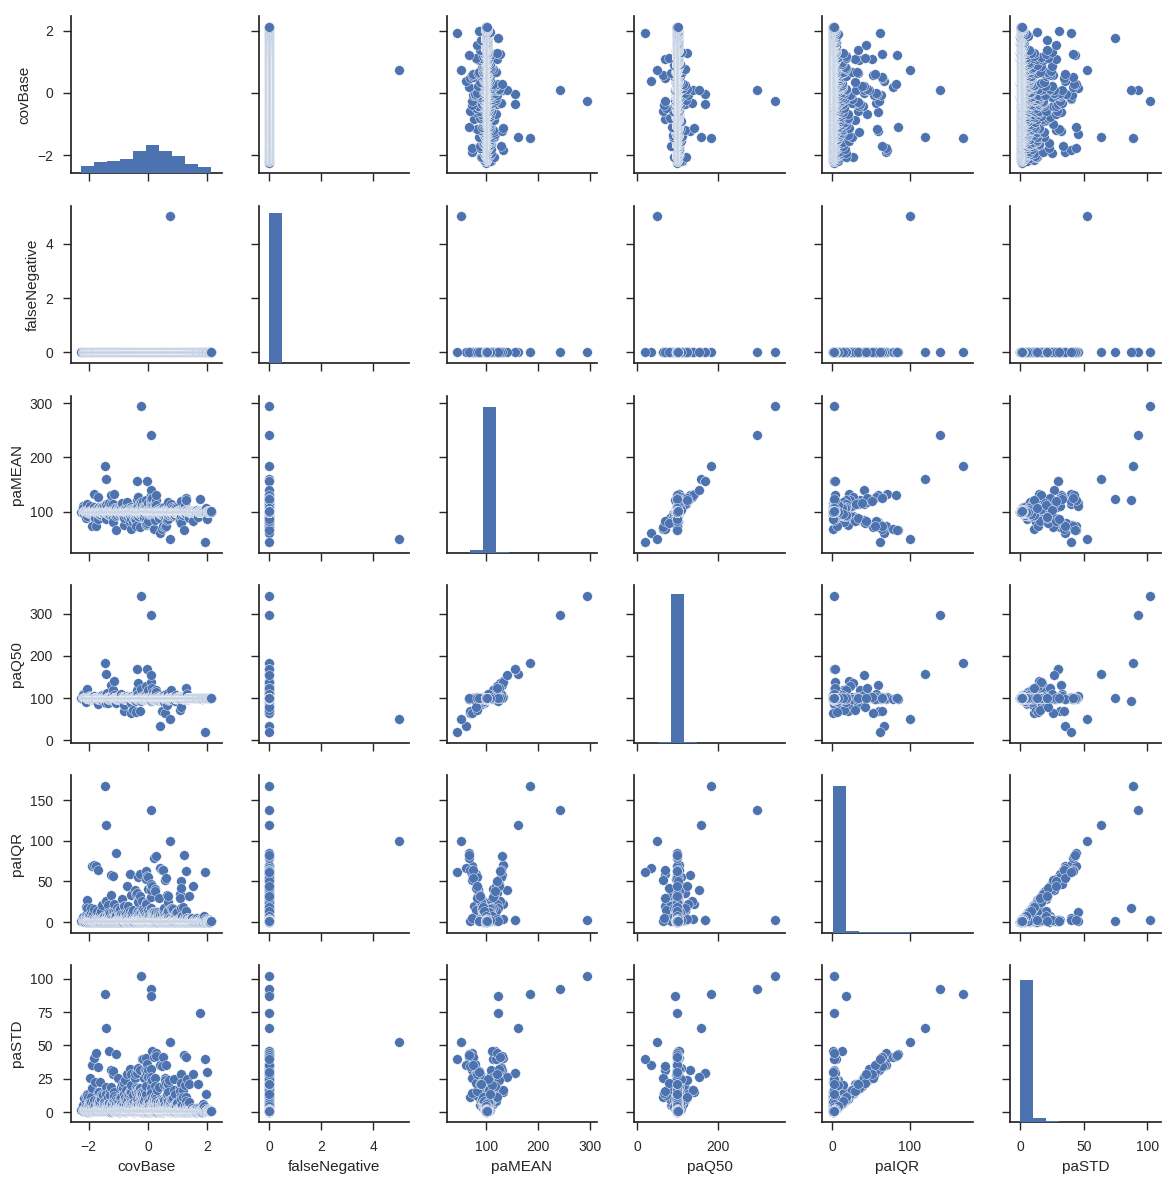 2
0
−2
covBase
4
2
0
falseNegative
300
200
100
paMEAN
300
200
100
0
paQ50
150
100
50
0
paIQR
100
75
50
25
0
paSTD
−2 0 2
0 2 4
100 200 300
0 200
0 100
0 50 100
covBase falseNegative paMEAN paQ50 paIQR paSTD